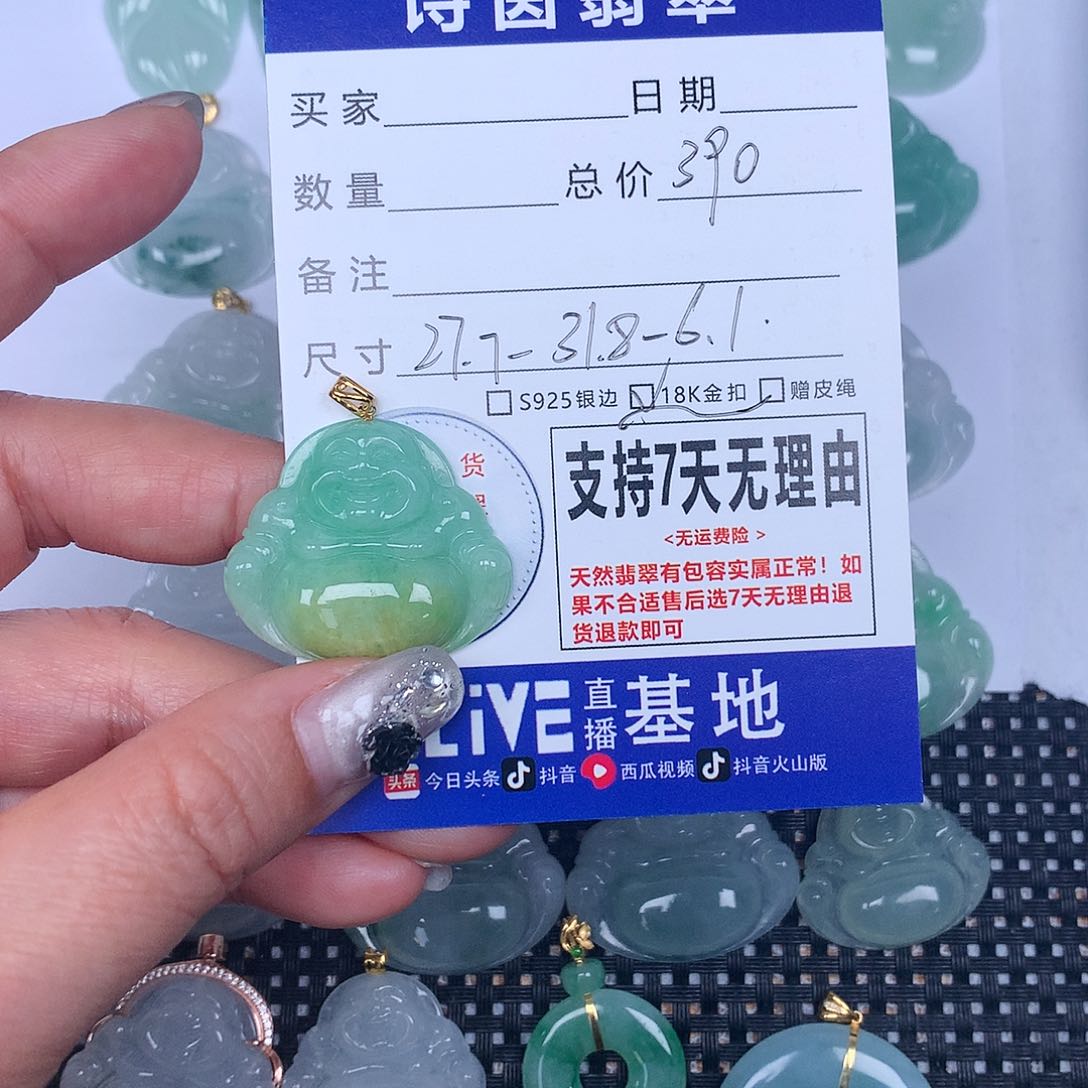 诗茵翡翠
买家 日期
数量 总价 390
备注
尺寸 27.7-31.8-6.1.
S925银边 18K金扣 赠皮绳
货
支持7天无理由
<无运费险 >
天然翡翠有包容实属正常！如
果不合适售后选7天无理由退
货退款即可
LiVE 直播 基地
头条 今日头条 抖音 西瓜视频 抖音火山版